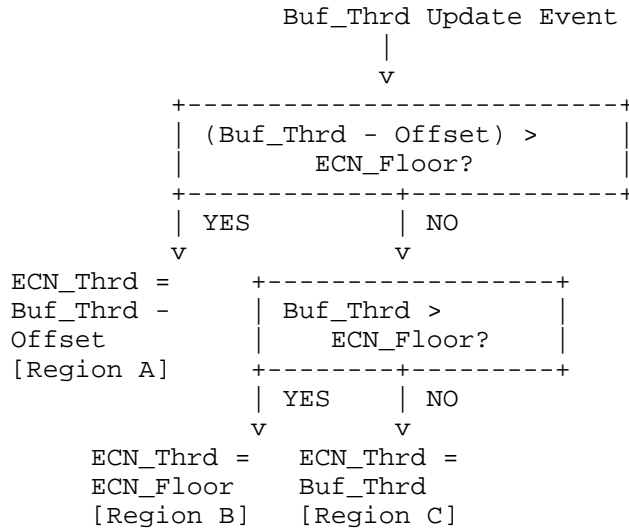 Buf_Thrd Update Event
|
v
+---------------------------+
| (Buf_Thrd - Offset) > |
| ECN_Floor? |
+-------------+-------------+
| YES | NO
v v
ECN_Thrd = +------------------+
Buf_Thrd - | Buf_Thrd > |
Offset | ECN_Floor? |
[Region A] +--------+---------+
| YES | NO
v v
ECN_Thrd = ECN_Thrd =
ECN_Floor Buf_Thrd
[Region B] [Region C]